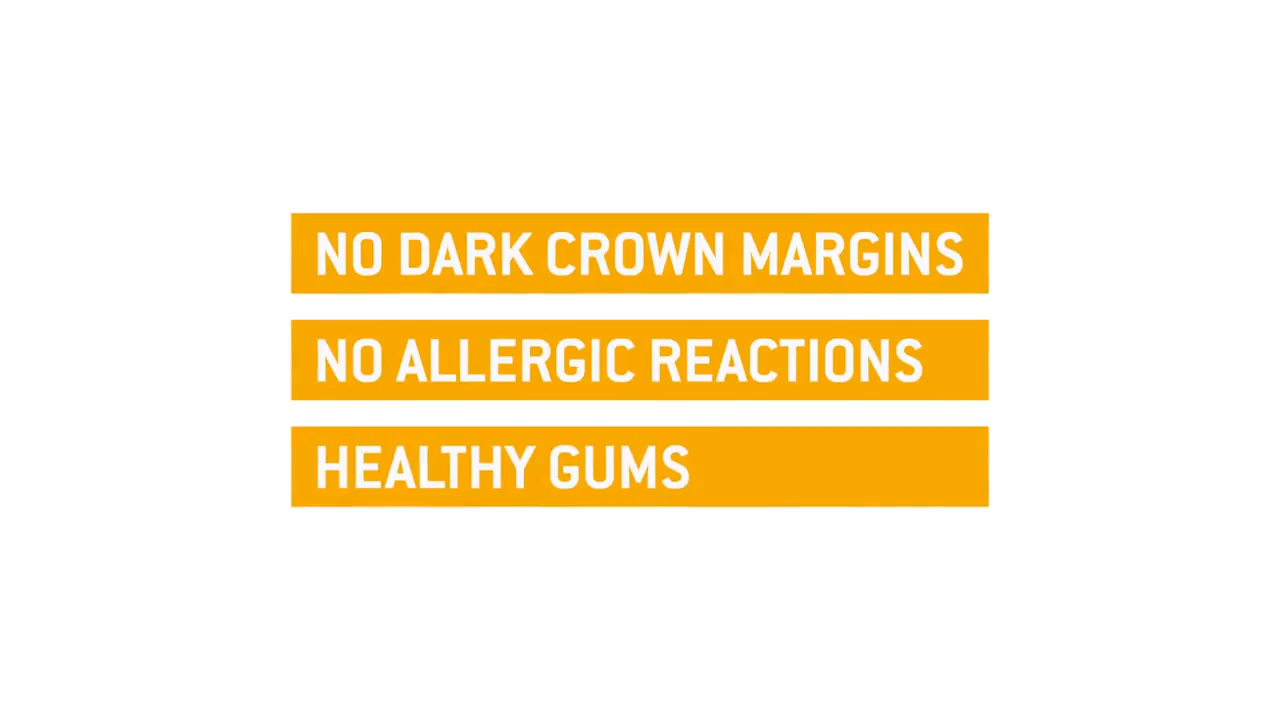 NO DARK CROWN MARGINS
NO ALLERGIC REACTIONS
HEALTHY GUMS